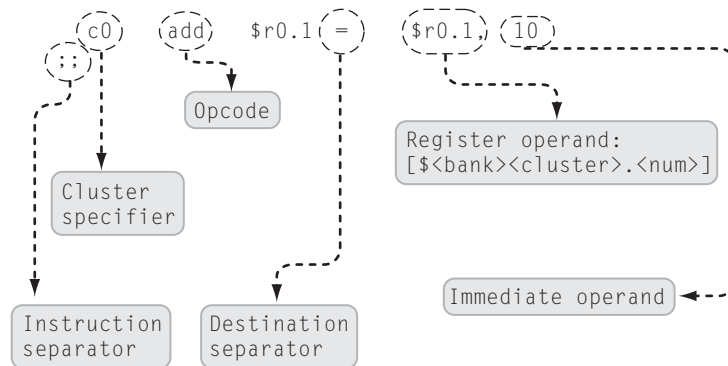 c0 add $r0.1 = $r0.1, 10
;;
Opcode
Register operand:
[$<bank><cluster>.<num>]
Cluster
specifier
Immediate operand
Instruction
separator
Destination
separator